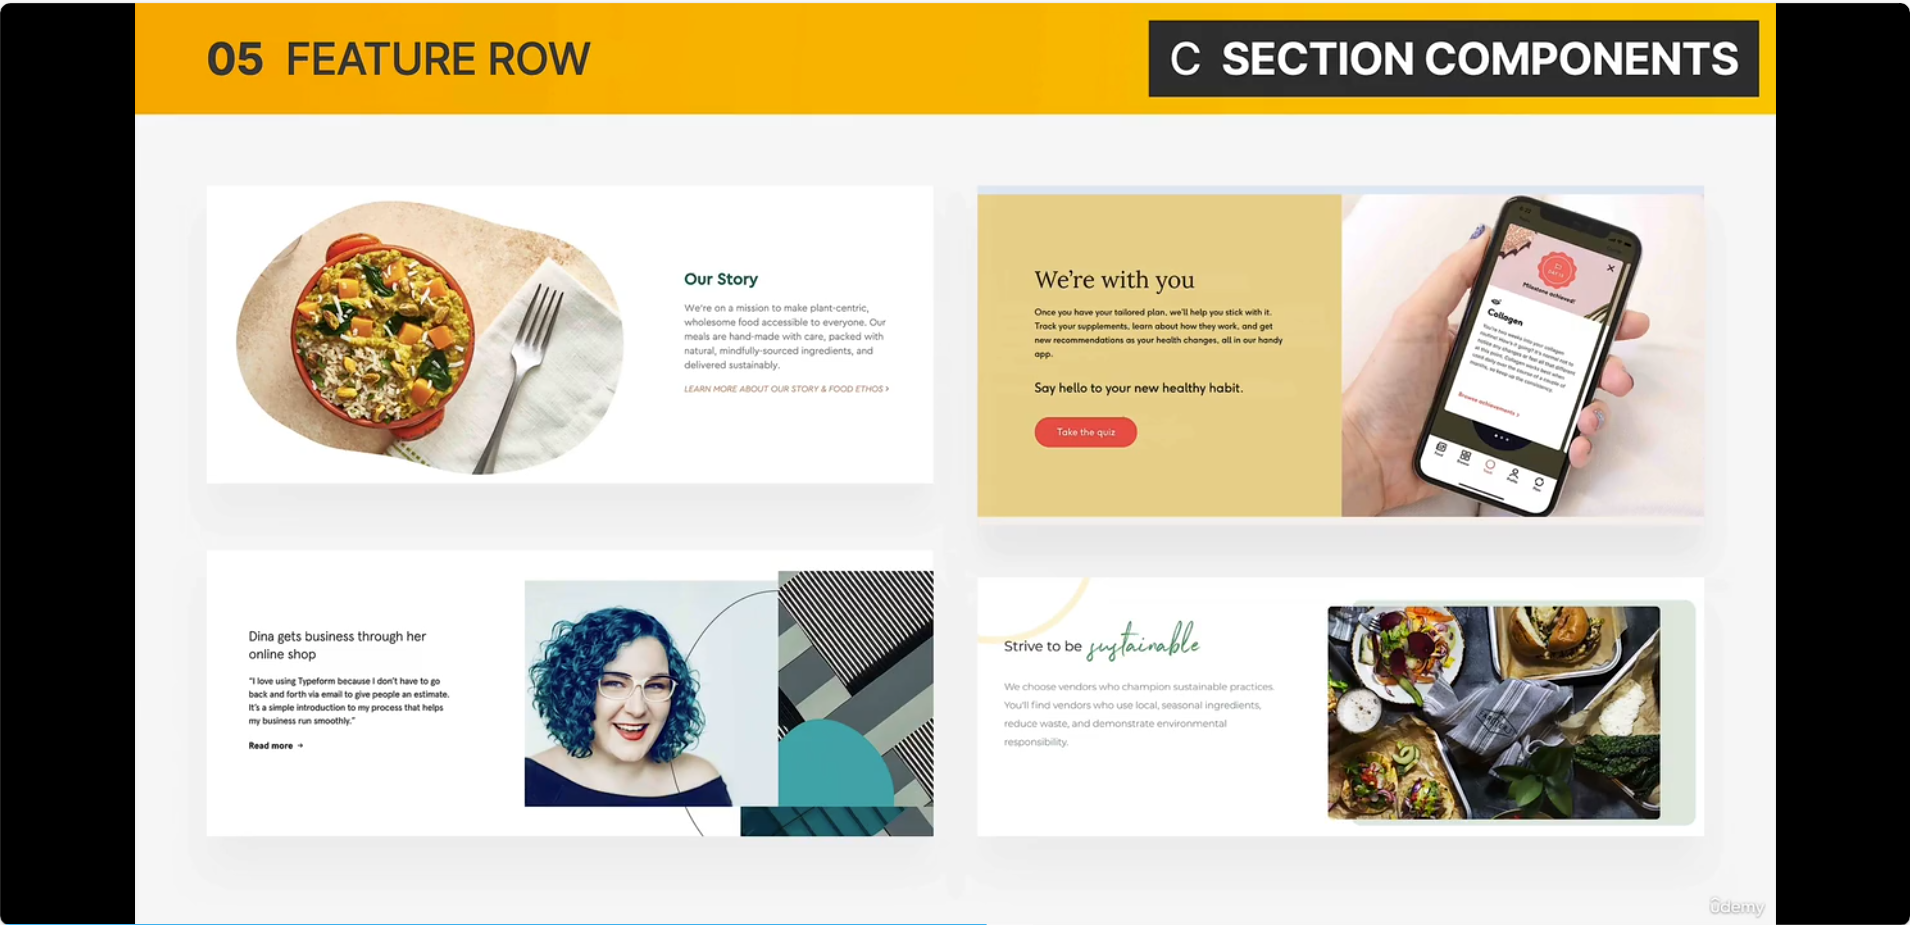 05 FEATURE ROW
C SECTION COMPONENTS
Our Story
We're on a mission to make plant-centric,
wholesome food accessible to everyone. Our
meals are hand-made with care, packed with
natural, mindfully-sourced ingredients, and
delivered sustainably.
LEARN MORE ABOUT OUR STORY & FOOD ETHOS >
We're with you
Once you have your tailored plan, we'll help you stick with it.
Track your supplements, learn about how they work, and get
new recommendations as your health changes, all in our handy
app.
Say hello to your new healthy habit.
Take the quiz
Milestone achieved!
Collagen
Browse achievements >
Dina gets business through her
online shop
"I love using Typeform because I don't have to go
back and forth via email to give people an estimate.
It's a simple introduction to my process that helps
my business run smoothly."
Read more →
Strive to be sustainable
We choose vendors who champion sustainable practices.
You'll find vendors who use local, seasonal ingredients,
reduce waste, and demonstrate environmental
responsibility.
ûdemy